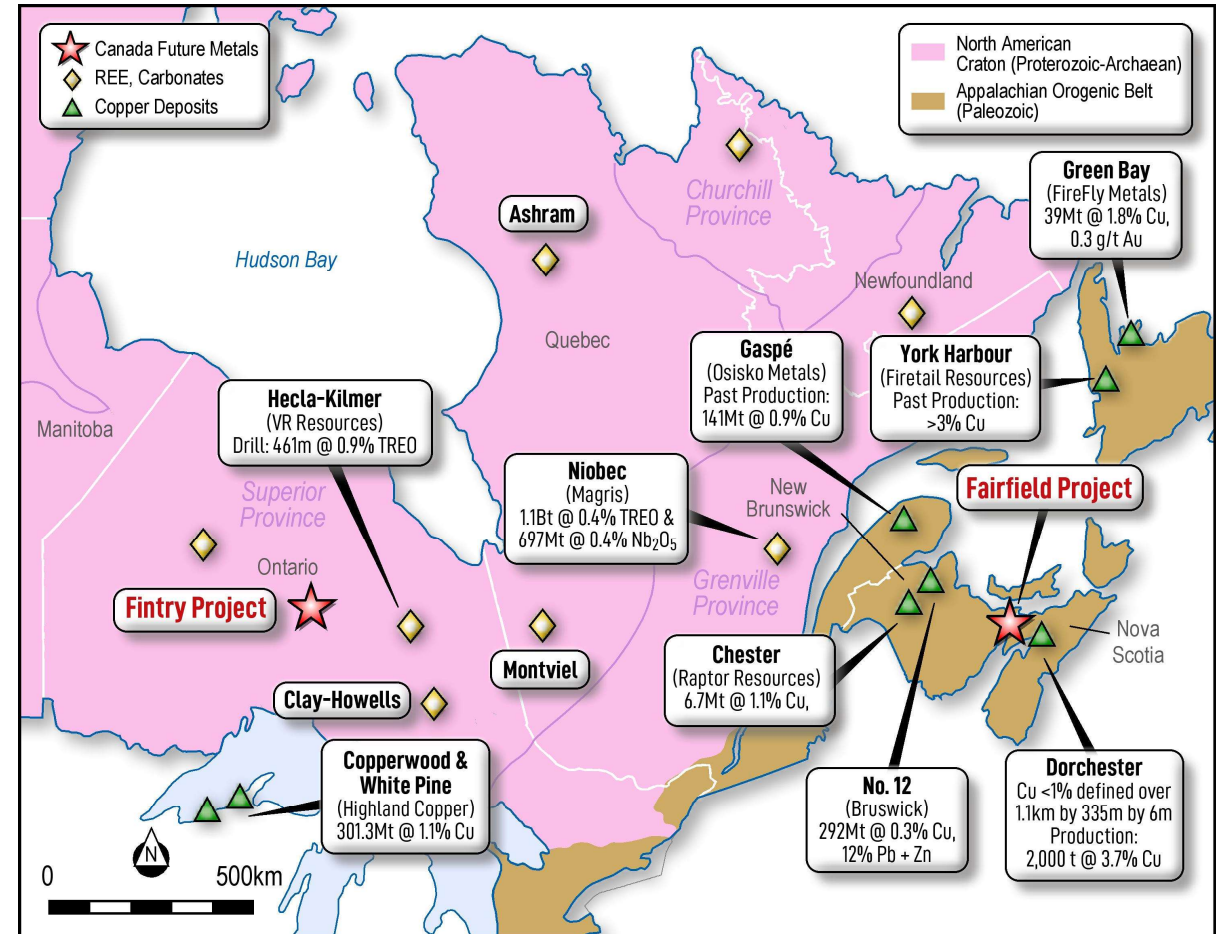 Canada Future Metals
REE, Carbonates
Copper Deposits
North American
Craton (Proterozoic-Archaean)
Appalachian Orogenic Belt
(Paleozoic)
Churchill
Province
Green Bay
(FireFly Metals)
39Mt @ 1.8% Cu,
0.3 g/t Au
Ashram
Hudson Bay
Newfoundland
Quebec
Gaspé
(Osisko Metals)
Past Production:
141Mt @ 0.9% Cu
York Harbour
(Firetail Resources)
Past Production:
>3% Cu
Hecla-Kilmer
(VR Resources)
Drill: 461m @ 0.9% TREO
Manitoba
Niobec
(Magris)
1.1Bt @ 0.4% TREO &
697Mt @ 0.4% Nb₂O₅
New
Brunswick
Fairfield Project
Superior
Province
Ontario
Grenville
Province
Fintry Project
Nova
Scotia
Montviel
Chester
(Raptor Resources)
6.7Mt @ 1.1% Cu,
Clay-Howells
Copperwood &
White Pine
(Highland Copper)
301.3Mt @ 1.1% Cu
No. 12
(Bruswick)
292Mt @ 0.3% Cu,
12% Pb + Zn
Dorchester
Cu <1% defined over
1.1km by 335m by 6m
Production:
2,000 t @ 3.7% Cu
N
0 500km